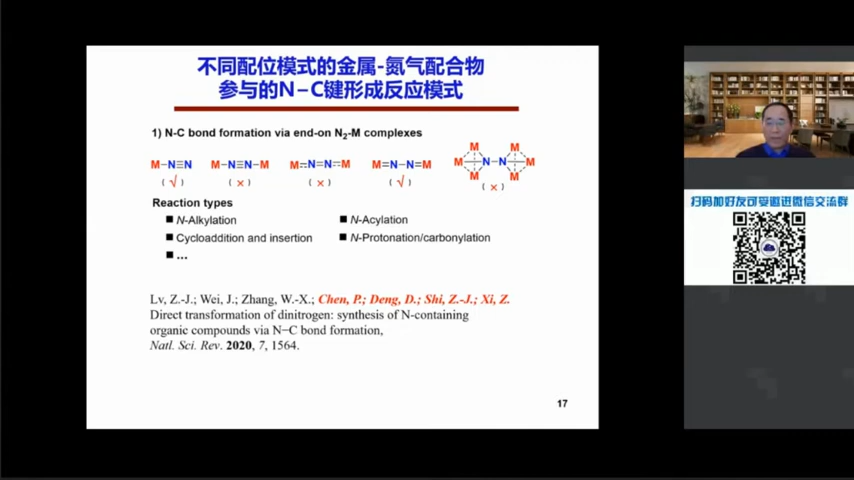 不同配位模式的金属-氮气配合物
参与的N−C键形成反应模式
1) N-C bond formation via end-on N₂-M complexes
M−N≡N M−N≡N−M M=N=N=M M=N−N=M M M M M N−N M M M M
(√) (×) (×) (√) (×)
Reaction types
■ N-Alkylation ■ N-Acylation
■ Cycloaddition and insertion ■ N-Protonation/carbonylation
■ ...
Lv, Z.-J.; Wei, J.; Zhang, W.-X.; Chen, P.; Deng, D.; Shi, Z.-J.; Xi, Z.
Direct transformation of dinitrogen: synthesis of N-containing
organic compounds via N−C bond formation,
Natl. Sci. Rev. 2020, 7, 1564.
17
扫码加好友可受邀进微信交流群